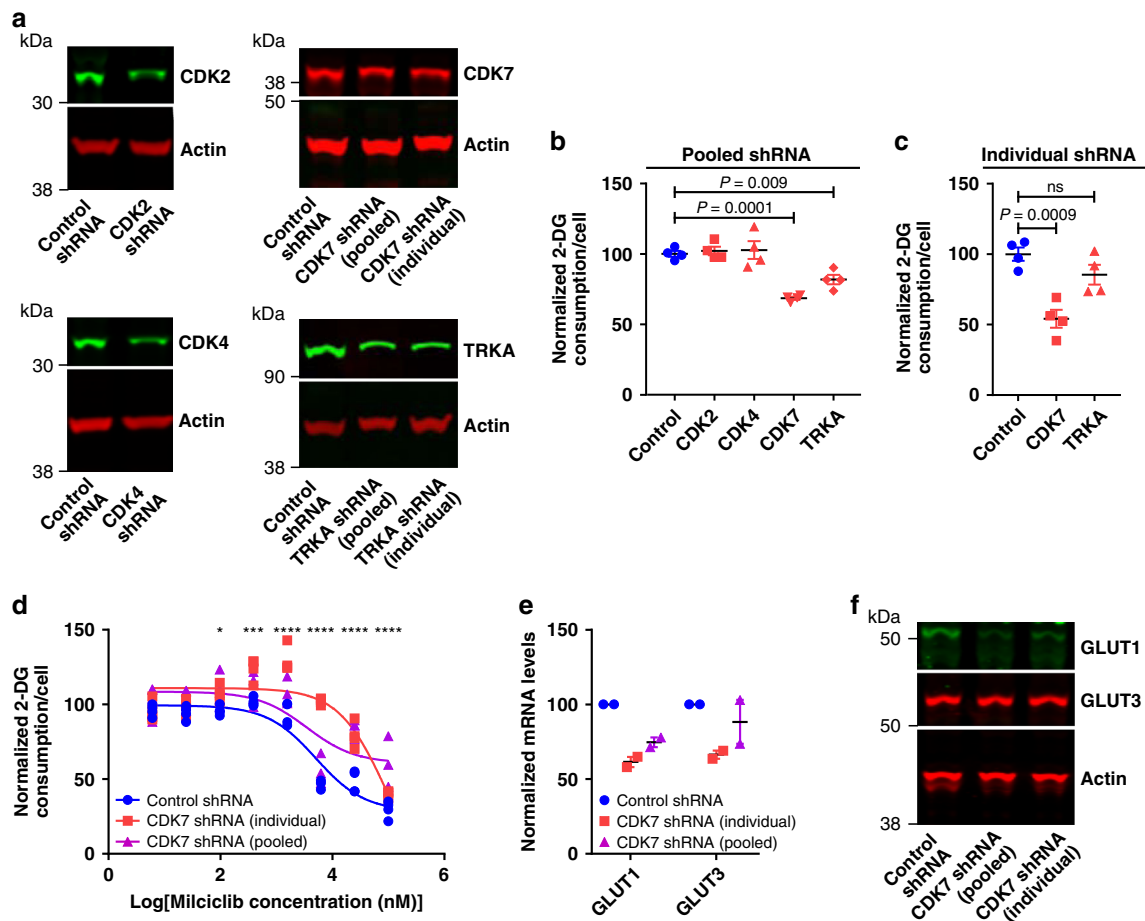 a
kDa
CDK2
30
Actin
38
Control shRNA
CDK2 shRNA
kDa
CDK7
38
50
Actin
Control shRNA
CDK7 shRNA (pooled)
CDK7 shRNA (individual)
kDa
CDK4
30
Actin
38
Control shRNA
CDK4 shRNA
kDa
TRKA
90
Actin
38
Control shRNA
TRKA shRNA (pooled)
TRKA shRNA (individual)
b
Pooled shRNA
P = 0.009
P = 0.0001
Normalized 2-DG
consumption/cell
150
100
50
0
Control
CDK2
CDK4
CDK7
TRKA
c
Individual shRNA
ns
P = 0.0009
Normalized 2-DG
consumption/cell
150
100
50
0
Control
CDK7
TRKA
d
* *** **** **** **** ****
Normalized 2-DG
consumption/cell
150
100
50
0
Control shRNA
CDK7 shRNA (individual)
CDK7 shRNA (pooled)
0 2 4 6
Log[Milciclib concentration (nM)]
e
Normalized mRNA levels
150
100
50
0
Control shRNA
CDK7 shRNA (individual)
CDK7 shRNA (pooled)
GLUT1
GLUT3
f
kDa
50
GLUT1
GLUT3
50
Actin
38
Control shRNA
CDK7 shRNA (pooled)
CDK7 shRNA (individual)